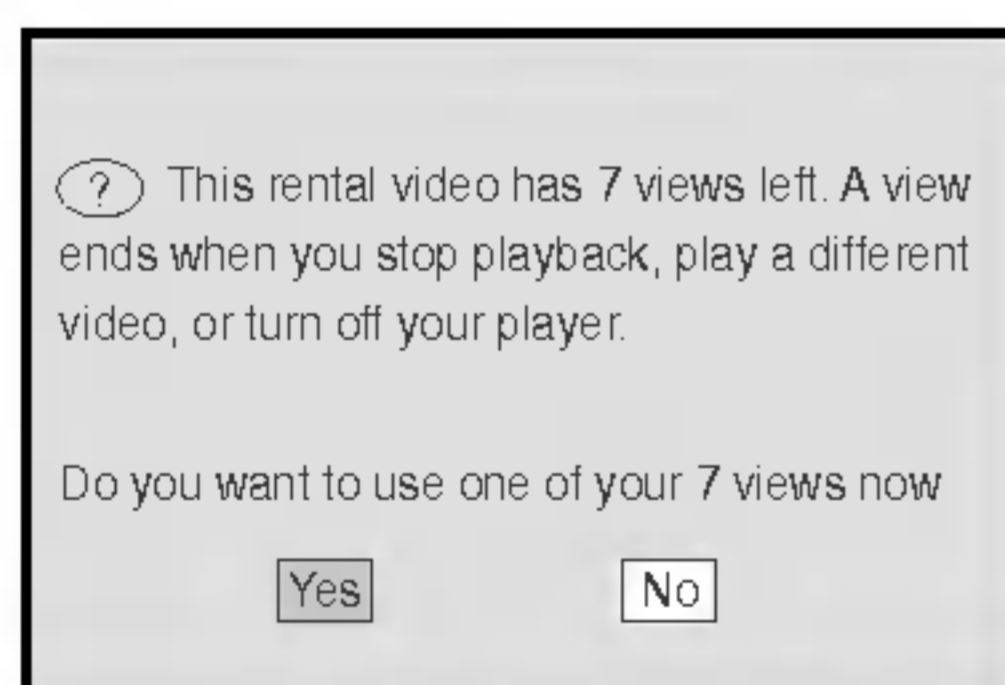 ? This rental video has 7 views left. A view
ends when you stop playback, play a different
video, or turn off your player.
Do you want to use one of your 7 views now
Yes No